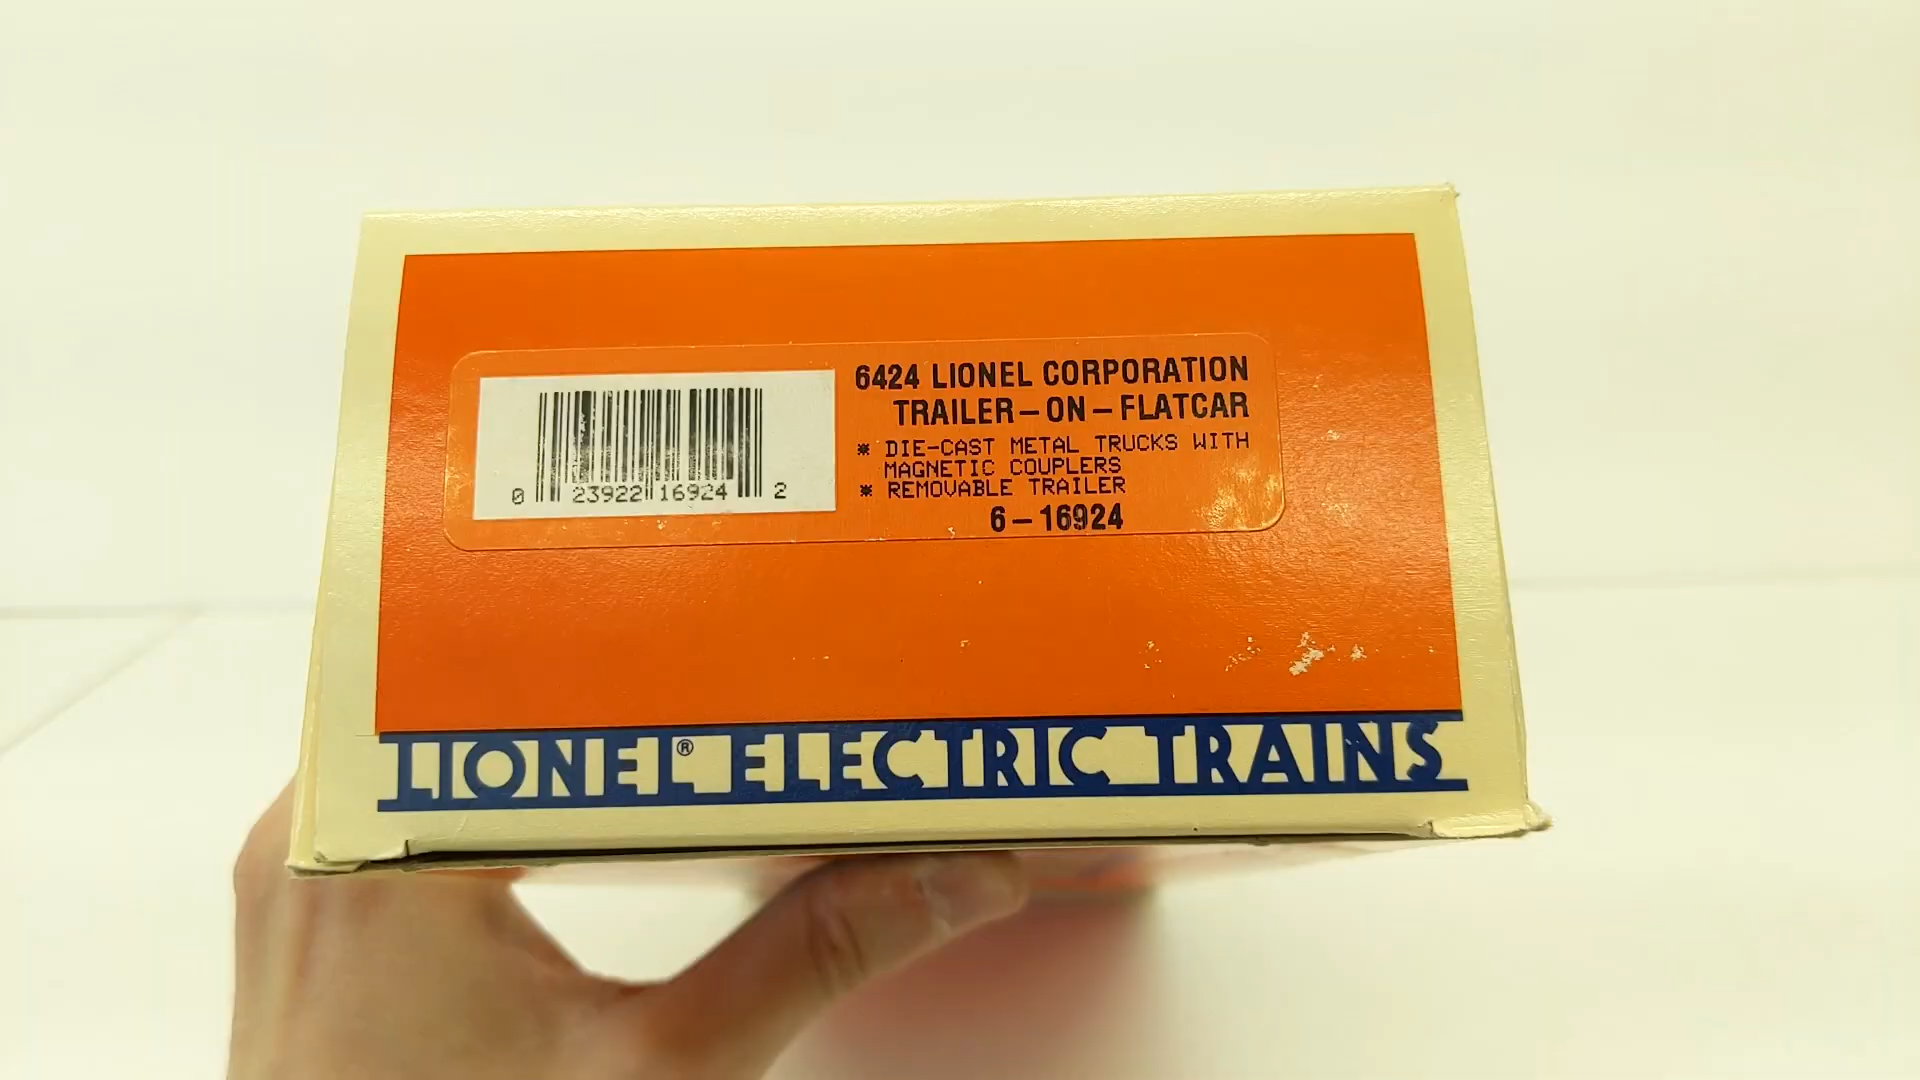 6424 LIONEL CORPORATION
TRAILER-ON-FLATCAR
* DIE-CAST METAL TRUCKS WITH
MAGNETIC COUPLERS
* REMOVABLE TRAILER
6-16924
0 23922 16924 2
LIONEL® ELECTRIC TRAINS